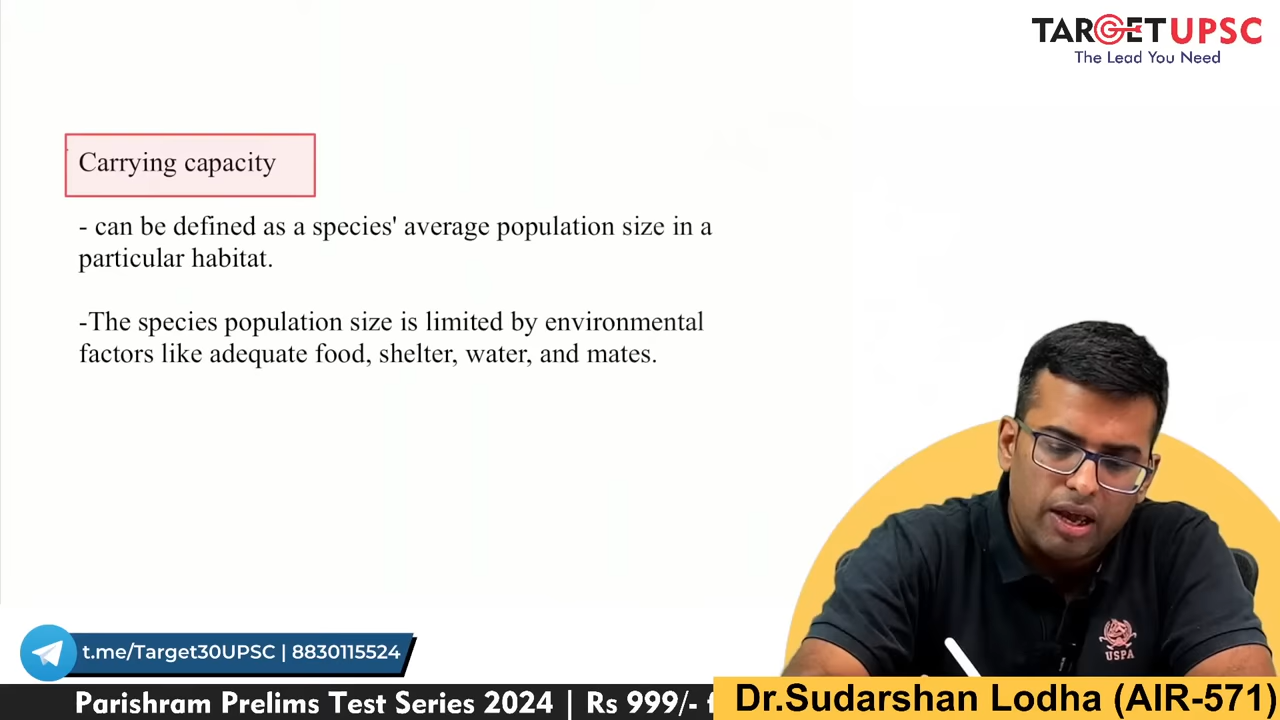 TARGET UPSC
The Lead You Need
Carrying capacity
- can be defined as a species' average population size in a
particular habitat.
-The species population size is limited by environmental
factors like adequate food, shelter, water, and mates.
USPA
t.me/Target30UPSC | 8830115524
Parishram Prelims Test Series 2024 | Rs 999/-
Dr.Sudarshan Lodha (AIR-571)